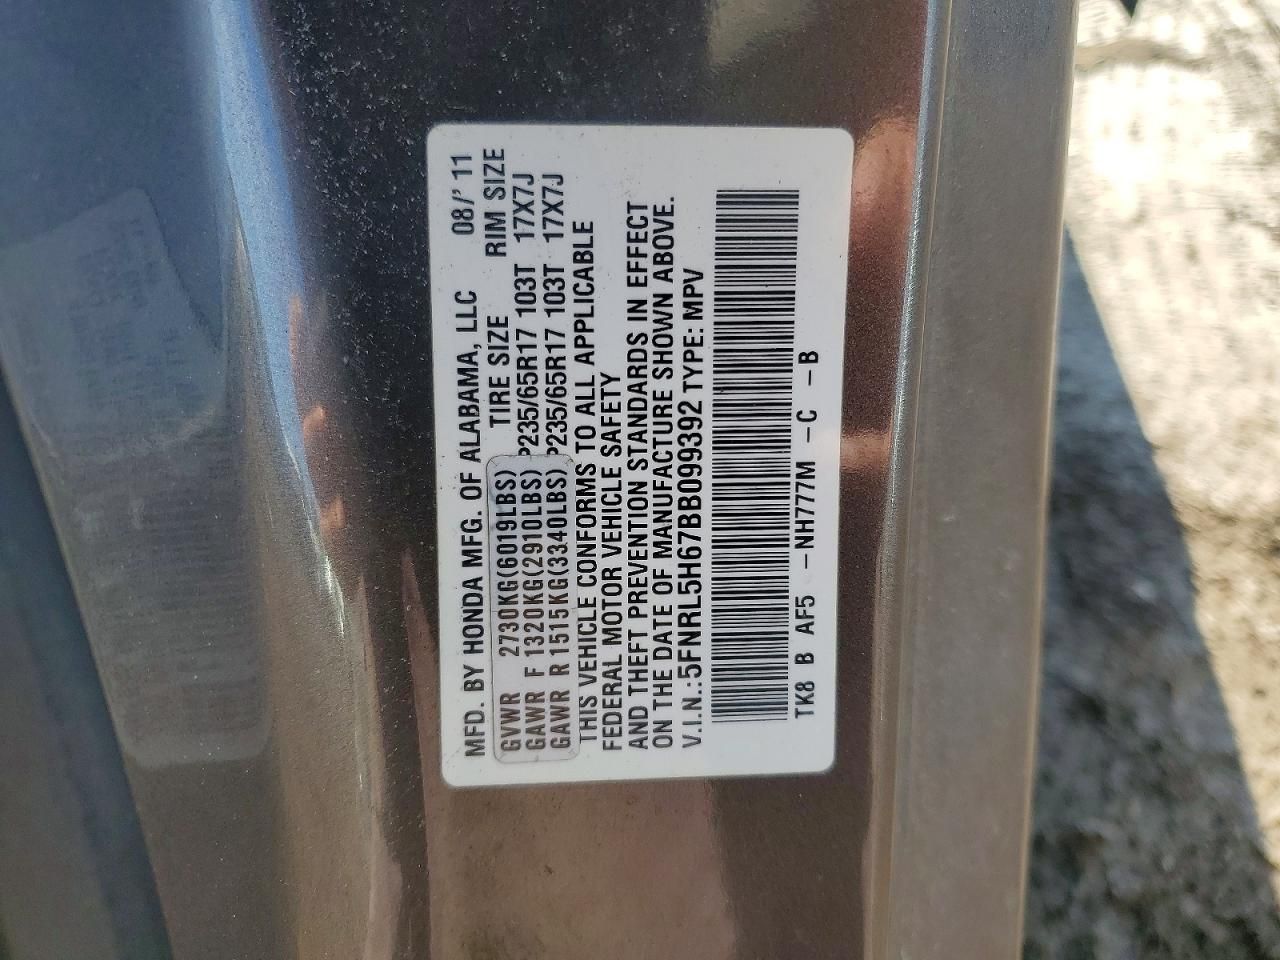 MFD. BY HONDA MFG. OF ALABAMA, LLC 08/'11
TIRE SIZE RIM SIZE
GVWR 2730KG(6019LBS)
GAWR F 1320KG(2910LBS) P235/65R17 103T 17X7J
GAWR R 1515KG(3340LBS) P235/65R17 103T 17X7J
THIS VEHICLE CONFORMS TO ALL APPLICABLE
FEDERAL MOTOR VEHICLE SAFETY
AND THEFT PREVENTION STANDARDS IN EFFECT
ON THE DATE OF MANUFACTURE SHOWN ABOVE.
V.I.N.:5FNRL5H67BB099392 TYPE: MPV
TK8 B AF5 -NH777M -C -B